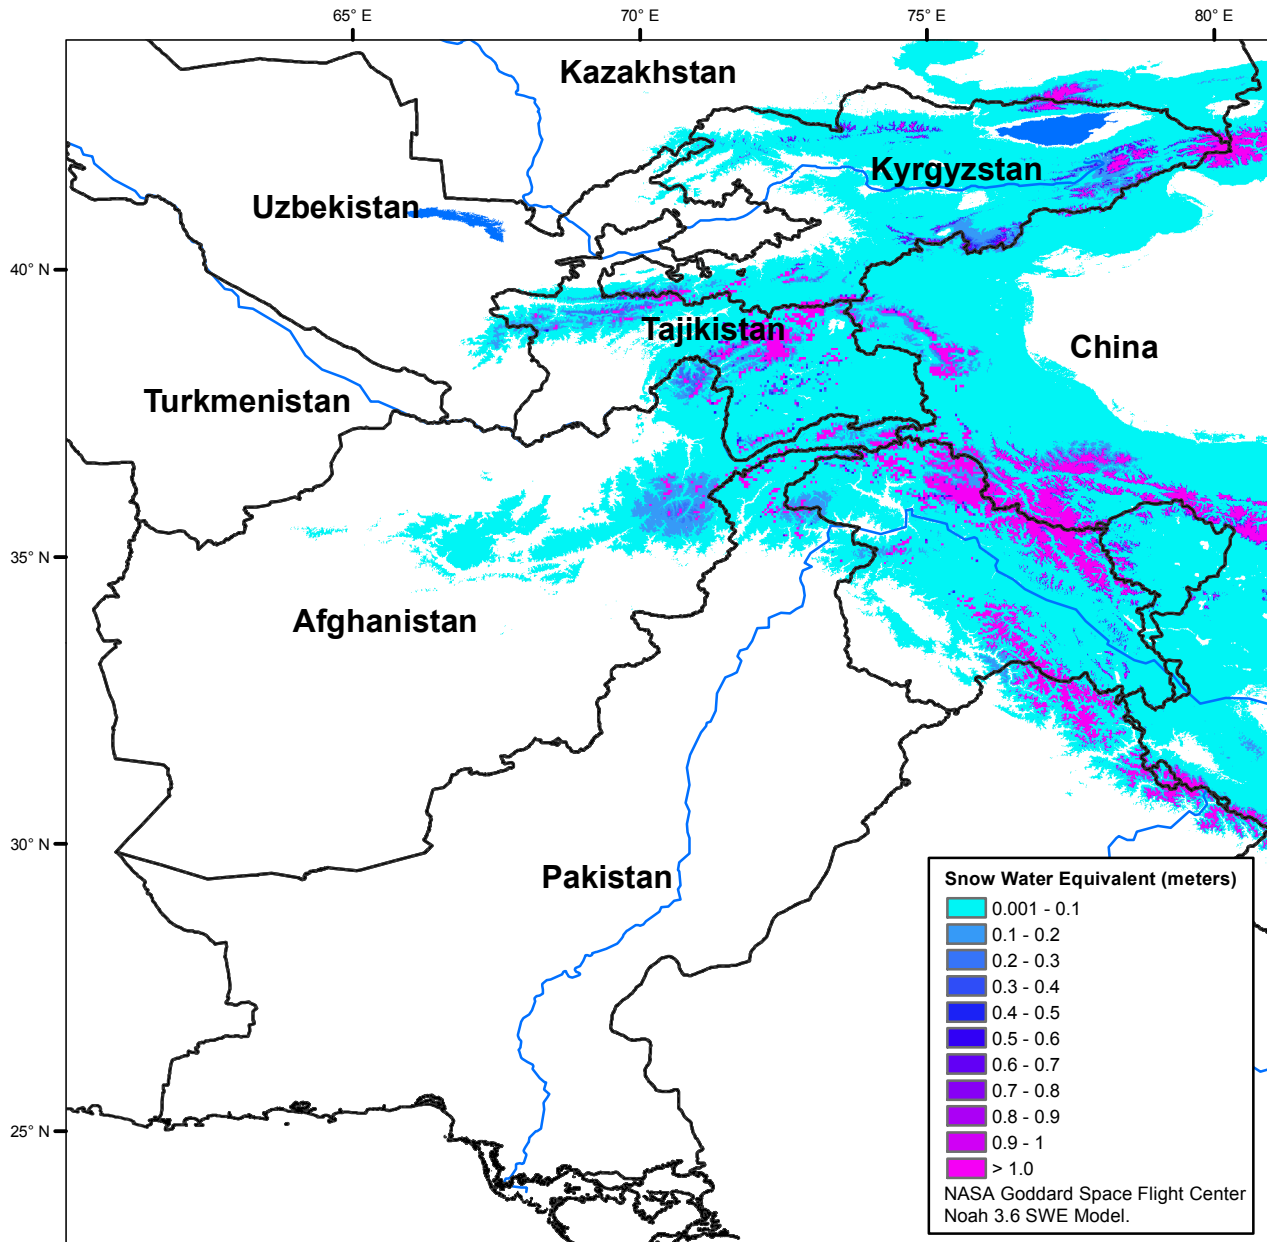 65° E
70° E
75° E
80° E
Kazakhstan
Kyrgyzstan
Uzbekistan
40° N
Tajikistan
China
Turkmenistan
35° N
Afghanistan
30° N
Pakistan
25° N
Snow Water Equivalent (meters)
0.001 - 0.1
0.1 - 0.2
0.2 - 0.3
0.3 - 0.4
0.4 - 0.5
0.5 - 0.6
0.6 - 0.7
0.7 - 0.8
0.8 - 0.9
0.9 - 1
> 1.0
NASA Goddard Space Flight Center
Noah 3.6 SWE Model.